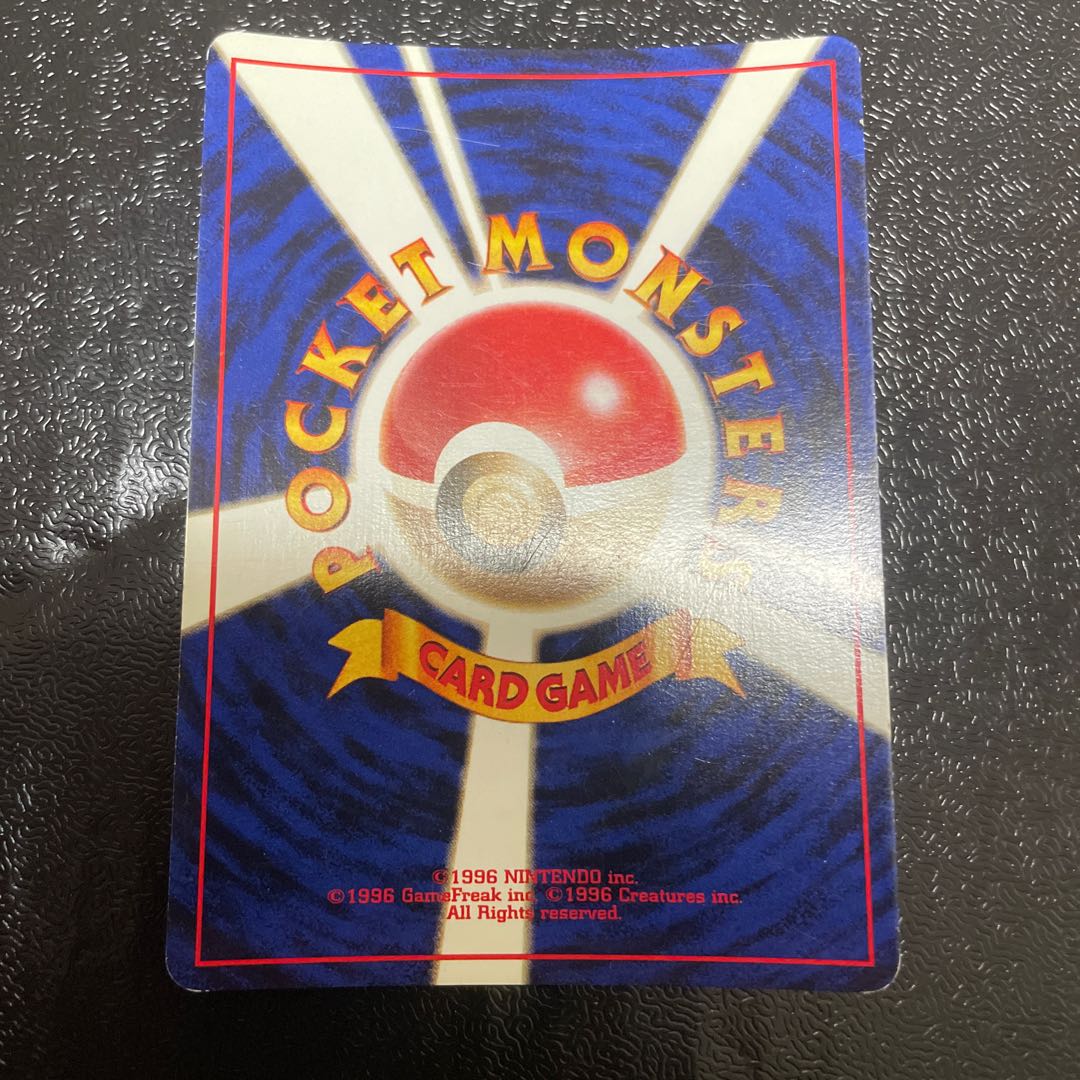 POCKET MONSTERS
CARD GAME
©1996 NINTENDO inc.
©1996 GameFreak inc. ©1996 Creatures inc.
All Rights reserved.